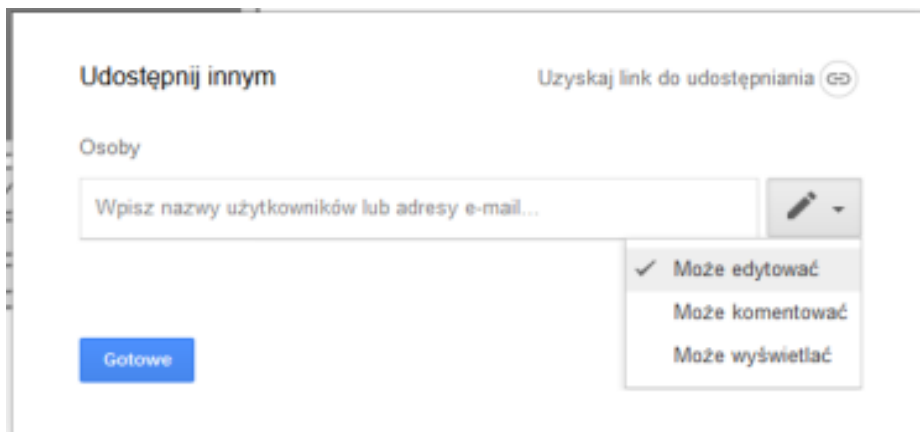 Udostępnij innym
Uzyskaj link do udostępniania
Osoby
Wpisz nazwy użytkowników lub adresy e-mail...
Może edytować
Może komentować
Może wyświetlać
Gotowe